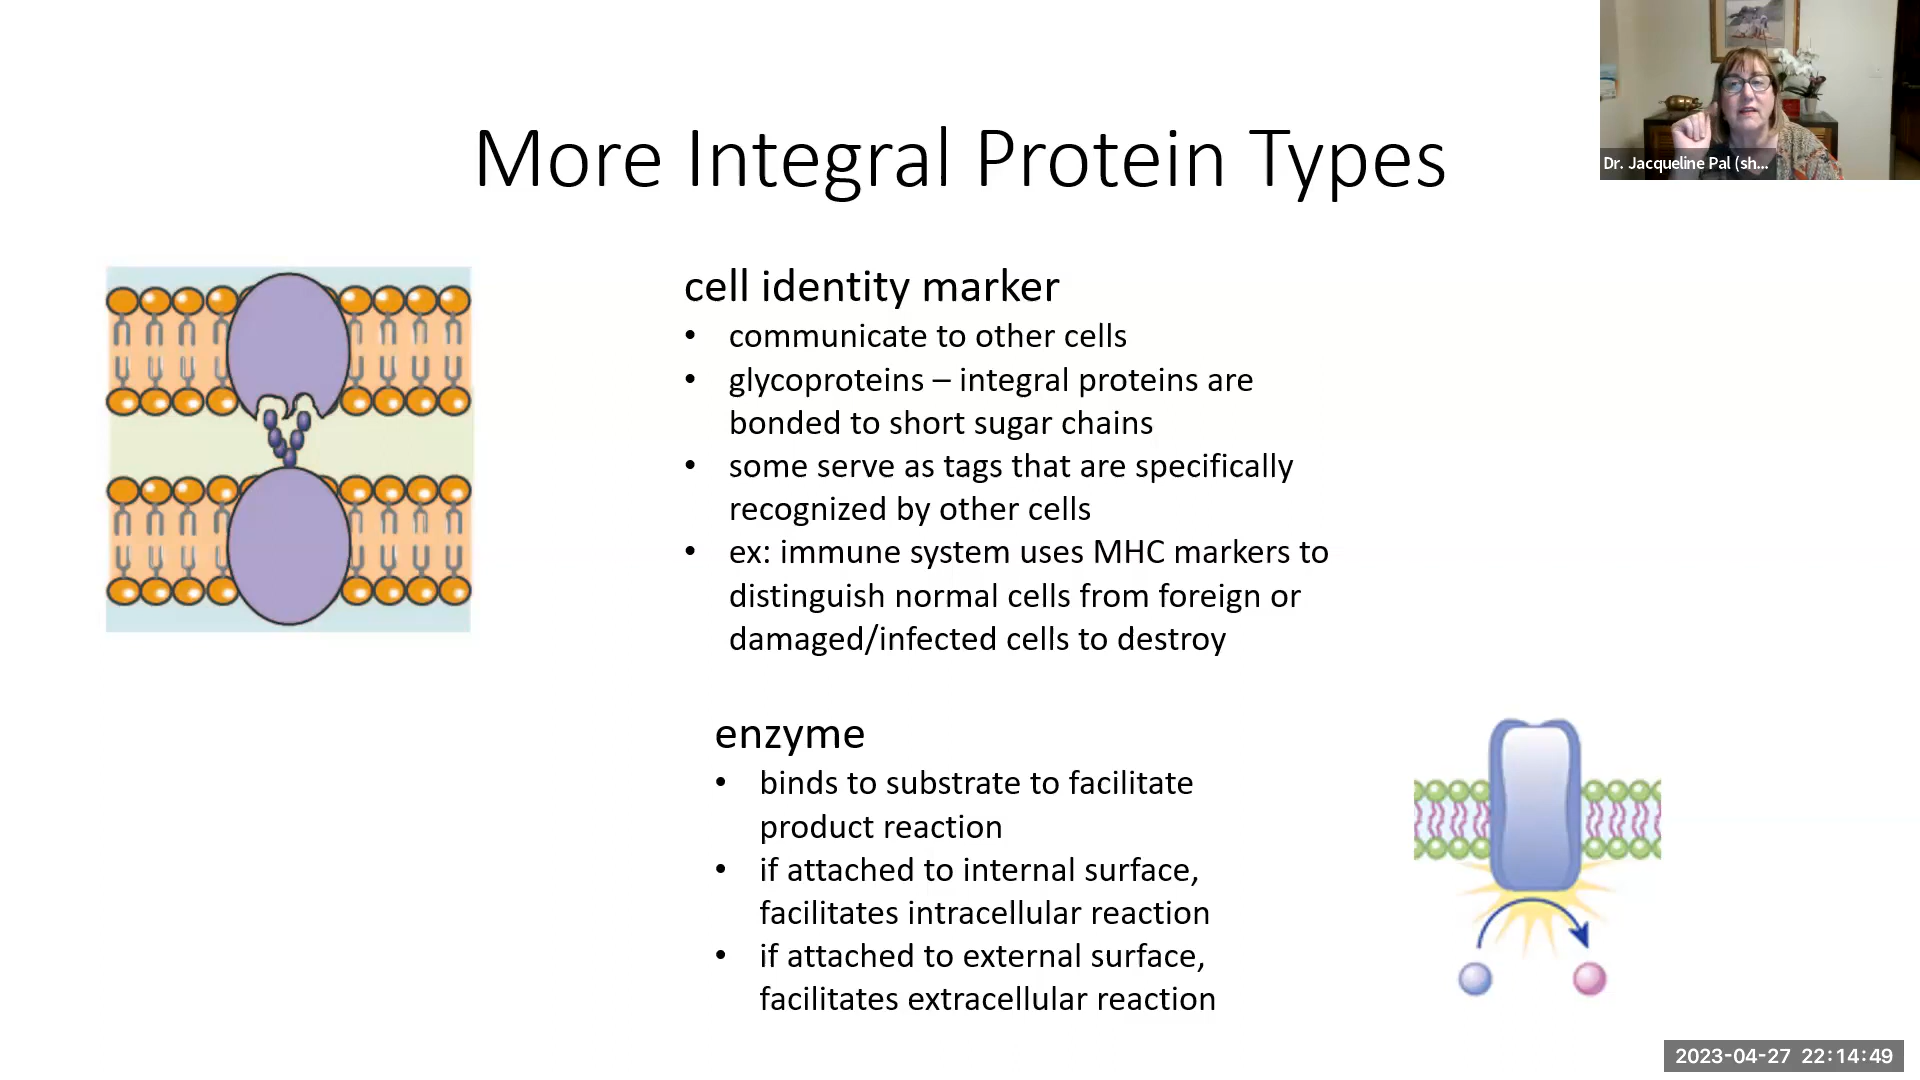 More Integral Protein Types
Dr. Jacqueline Pal (sh...
cell identity marker
• communicate to other cells
• glycoproteins – integral proteins are
bonded to short sugar chains
• some serve as tags that are specifically
recognized by other cells
• ex: immune system uses MHC markers to
distinguish normal cells from foreign or
damaged/infected cells to destroy
enzyme
• binds to substrate to facilitate
product reaction
• if attached to internal surface,
facilitates intracellular reaction
• if attached to external surface,
facilitates extracellular reaction
2023-04-27 22:14:49